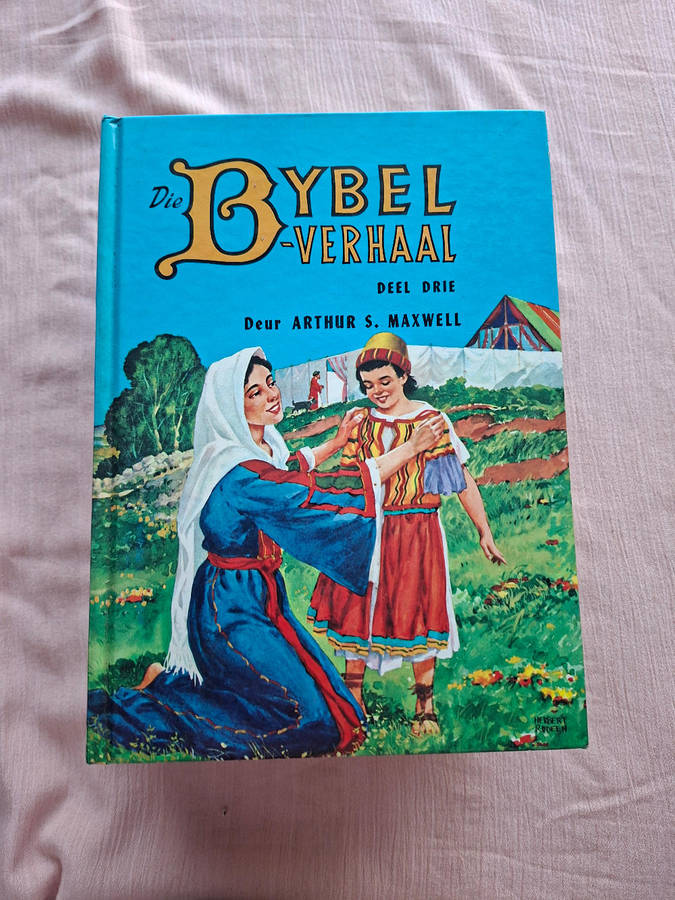 Die BYBEL
-VERHAAL
DEEL DRIE
Deur ARTHUR S. MAXWELL
HERBERT
RUDEEN